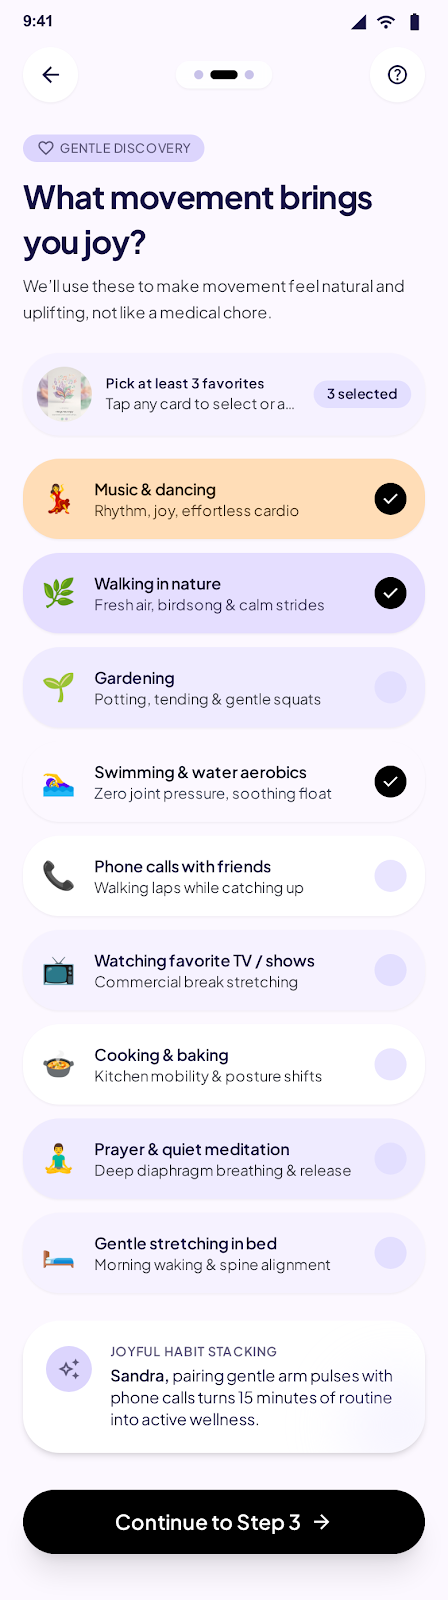 9:41
GENTLE DISCOVERY
What movement brings
you joy?
We'll use these to make movement feel natural and
uplifting, not like a medical chore.
Pick at least 3 favorites
Tap any card to select or a...
3 selected
Music & dancing
Rhythm, joy, effortless cardio
Walking in nature
Fresh air, birdsong & calm strides
Gardening
Potting, tending & gentle squats
Swimming & water aerobics
Zero joint pressure, soothing float
Phone calls with friends
Walking laps while catching up
Watching favorite TV / shows
Commercial break stretching
Cooking & baking
Kitchen mobility & posture shifts
Prayer & quiet meditation
Deep diaphragm breathing & release
Gentle stretching in bed
Morning waking & spine alignment
JOYFUL HABIT STACKING
Sandra, pairing gentle arm pulses with
phone calls turns 15 minutes of routine
into active wellness.
Continue to Step 3